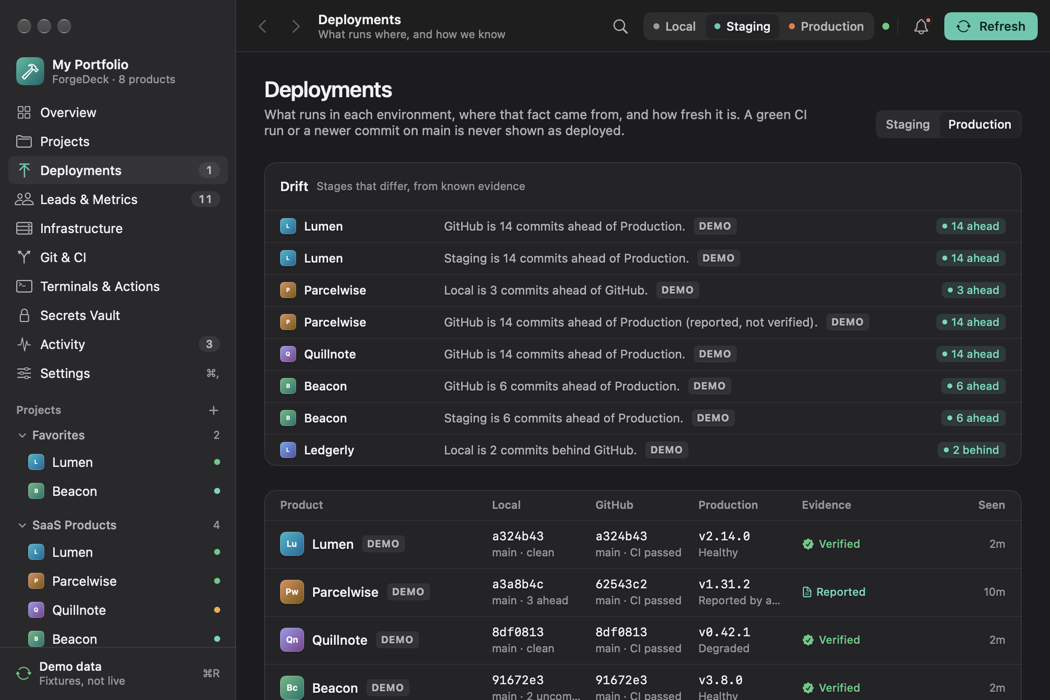 My Portfolio
ForgeDeck · 8 products
Overview
Projects
Deployments 1
Leads & Metrics 11
Infrastructure
Git & CI
Terminals & Actions
Secrets Vault
Activity 3
Settings ⌘,
Projects +
Favorites 2
L Lumen
B Beacon
SaaS Products 4
L Lumen
P Parcelwise
Q Quillnote
B Beacon
Demo data ⌘R
Fixtures, not live
Deployments
What runs where, and how we know
Local Staging Production Refresh
Deployments
What runs in each environment, where that fact came from, and how fresh it is. A green CI
run or a newer commit on main is never shown as deployed.
Staging Production
Drift Stages that differ, from known evidence
L Lumen GitHub is 14 commits ahead of Production. DEMO 14 ahead
L Lumen Staging is 14 commits ahead of Production. DEMO 14 ahead
P Parcelwise Local is 3 commits ahead of GitHub. DEMO 3 ahead
P Parcelwise GitHub is 14 commits ahead of Production (reported, not verified). DEMO 14 ahead
Q Quillnote GitHub is 14 commits ahead of Production. DEMO 14 ahead
B Beacon GitHub is 6 commits ahead of Production. DEMO 6 ahead
B Beacon Staging is 6 commits ahead of Production. DEMO 6 ahead
L Ledgerly Local is 2 commits behind GitHub. DEMO 2 behind
Product Local GitHub Production Evidence Seen
Lu Lumen DEMO a324b43 a324b43 v2.14.0 Verified 2m
main · clean main · CI passed Healthy
Pw Parcelwise DEMO a3a8b4c 62543c2 v1.31.2 Reported 10m
main · 3 ahead main · CI passed Reported by a...
Qn Quillnote DEMO 8df0813 8df0813 v0.42.1 Verified 2m
main · clean main · CI passed Degraded
Bc Beacon DEMO 91672e3 91672e3 v3.8.0 Verified 2m
main · 2 uncom... main · CI passed Healthy